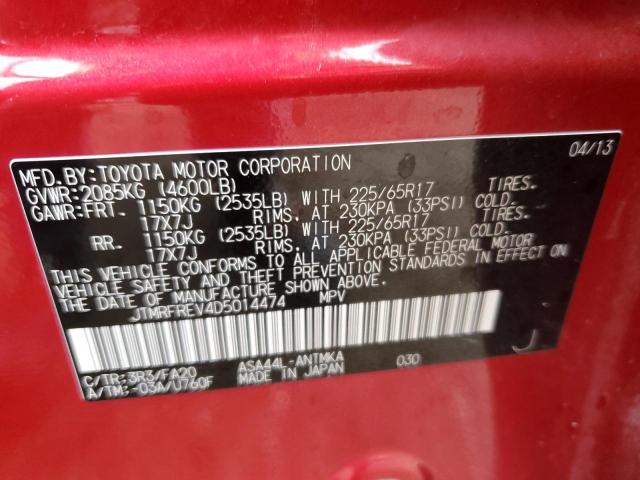 MFD.BY:TOYOTA MOTOR CORPORATION 04/13
GVWR:2085KG (4600LB)
GAWR:FRT. 1150KG (2535LB) WITH 225/65R17 TIRES.
17X7J RIMS. AT 230KPA (33PSI) COLD.
RR. 1150KG (2535LB) WITH 225/65R17 TIRES.
17X7J RIMS. AT 230KPA (33PSI) COLD.
THIS VEHICLE CONFORMS TO ALL APPLICABLE FEDERAL MOTOR
VEHICLE SAFETY AND THEFT PREVENTION STANDARDS IN EFFECT ON
THE DATE OF MANUFACTURE SHOWN ABOVE.
JTMRFREV4D5014474 MPV
J
C/TR:3R3/FA20 ASA44L-ANTMKA 030
A/TM:-03A/U760F MADE IN JAPAN